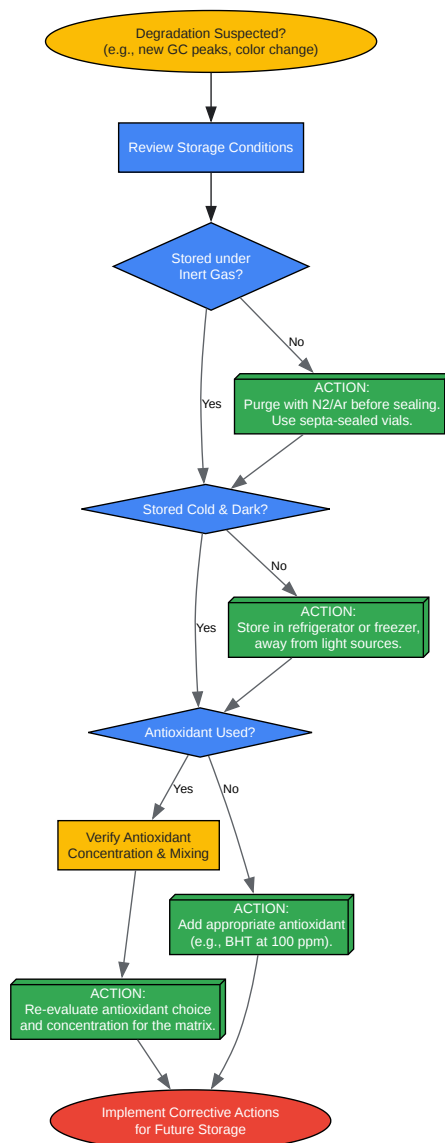 Degradation Suspected?
(e.g., new GC peaks, color change)
Review Storage Conditions
Stored under
Inert Gas?
No
Yes
ACTION:
Purge with N2/Ar before sealing.
Use septa-sealed vials.
Stored Cold & Dark?
No
Yes
ACTION:
Store in refrigerator or freezer,
away from light sources.
Antioxidant Used?
Yes
No
Verify Antioxidant
Concentration & Mixing
ACTION:
Add appropriate antioxidant
(e.g., BHT at 100 ppm).
ACTION:
Re-evaluate antioxidant choice
and concentration for the matrix.
Implement Corrective Actions
for Future Storage